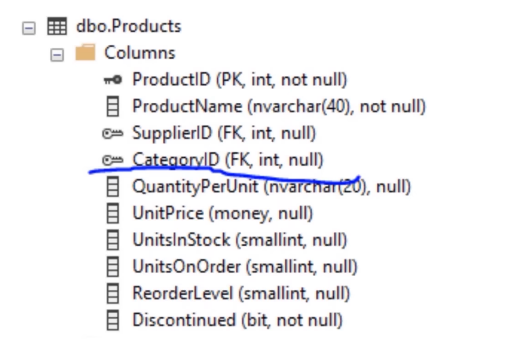 dbo.Products
Columns
ProductID (PK, int, not null)
ProductName (nvarchar(40), not null)
SupplierID (FK, int, null)
CategoryID (FK, int, null)
QuantityPerUnit (nvarchar(20), null)
UnitPrice (money, null)
UnitsInStock (smallint, null)
UnitsOnOrder (smallint, null)
ReorderLevel (smallint, null)
Discontinued (bit, not null)